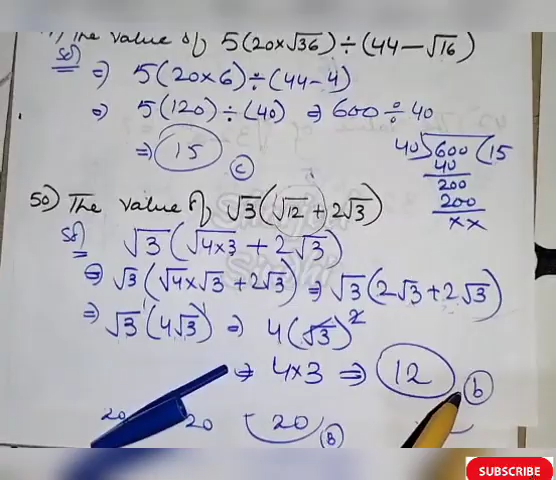 The value of 5(20×√36) ÷ (44−√16)
Sol
⇒ 5(20×6) ÷ (44−4)
⇒ 5(120) ÷ (40) ⇒ 600 ÷ 40
⇒ 15
C
40)600(15
40
200
200
××
50) The value of √3(√12+2√3)
Sol √3(√4×3 + 2√3)
⇒ √3(√4×√3+2√3) ⇒ √3(2√3+2√3)
⇒ √3(4√3) ⇒ 4(√3)²
⇒ 4×3 ⇒ 12
b
20 20 20
SUBSCRIBE